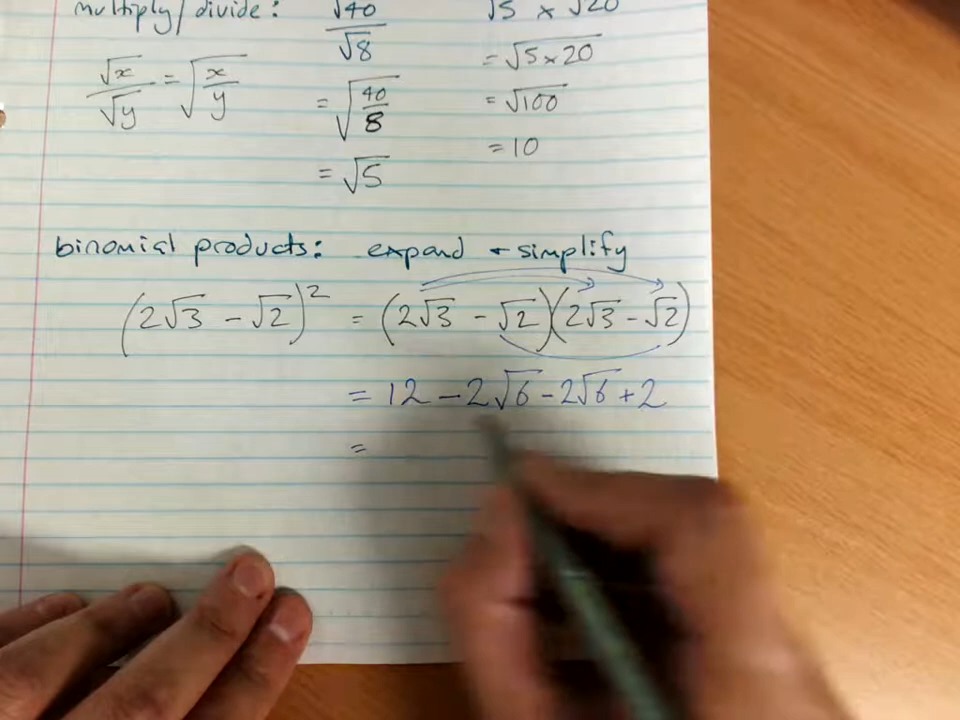 multiply/divide:
√x/√y = √(x/y)
√40/√8
= √(40/8)
= √5
√5 × √20
= √5×20
= √100
= 10
binomial products: expand + simplify
(2√3 - √2)² = (2√3 - √2)(2√3 - √2)
= 12 - 2√6 - 2√6 + 2
=